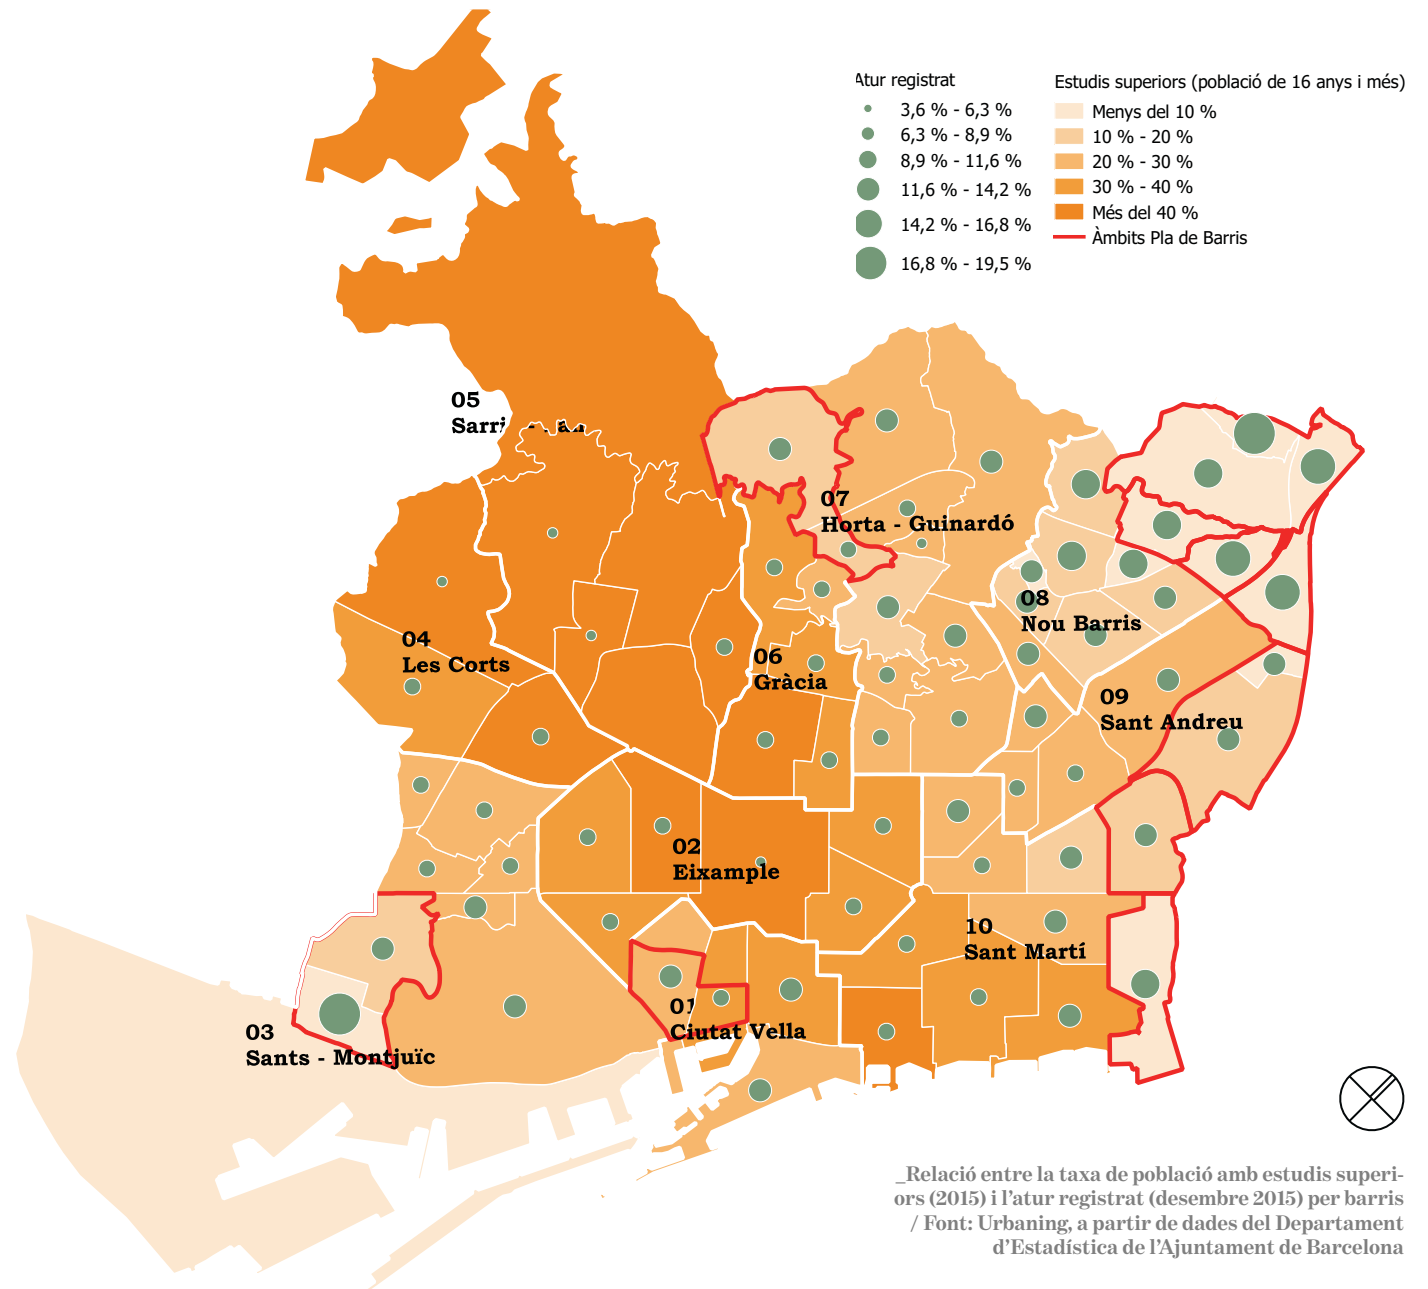 Atur registrat
3,6 % - 6,3 %
6,3 % - 8,9 %
8,9 % - 11,6 %
11,6 % - 14,2 %
14,2 % - 16,8 %
16,8 % - 19,5 %
Estudis superiors (població de 16 anys i més)
Menys del 10 %
10 % - 20 %
20 % - 30 %
30 % - 40 %
Més del 40 %
Àmbits Pla de Barris
05
07
Horta - Guinardó
08
Nou Barris
04
Les Corts
06
Gràcia
09
Sant Andreu
02
Eixample
10
Sant Martí
01
Ciutat Vella
03
Sants - Montjuïc
_Relació entre la taxa de població amb estudis superi-
ors (2015) i l’atur registrat (desembre 2015) per barris
/ Font: Urbaning, a partir de dades del Departament
d’Estadística de l’Ajuntament de Barcelona